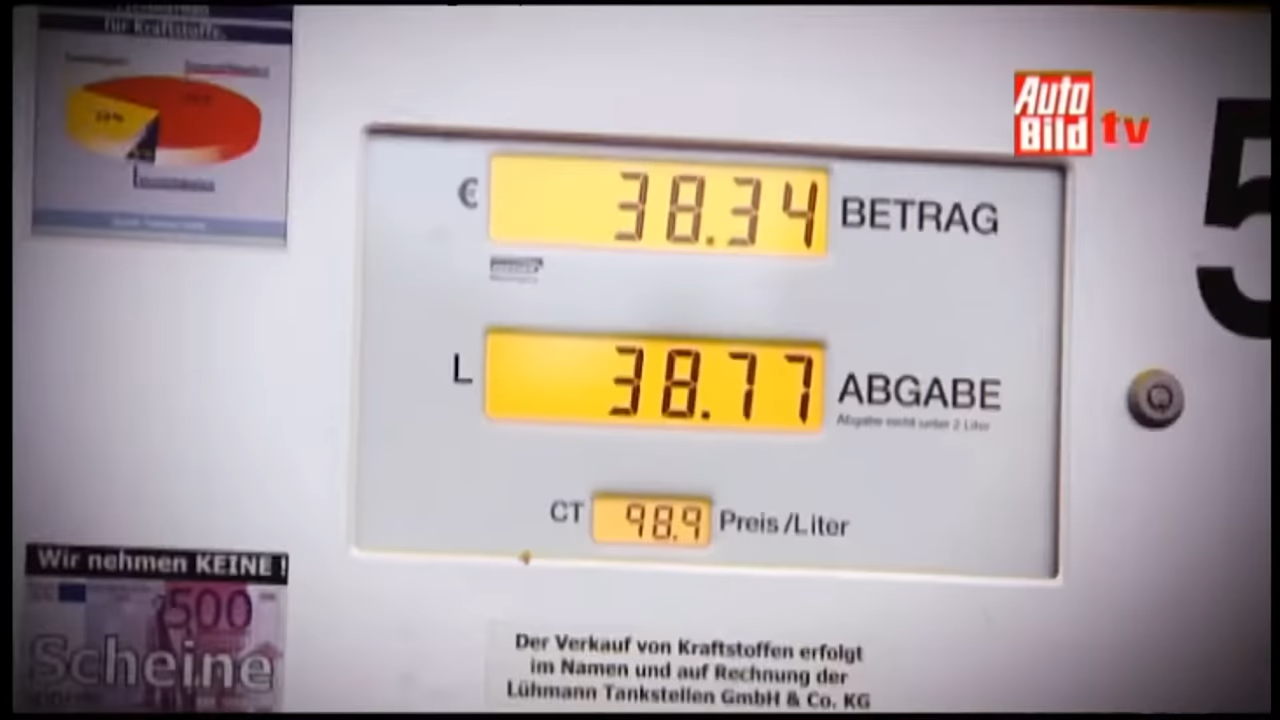 für Kraftstoffe.
Auto
Bild tv
5
€ 38.34 BETRAG
L 38.77 ABGABE
Abgabe nicht unter 2 Liter
CT 98.9 Preis/Liter
Wir nehmen KEINE !
500
Scheine
Der Verkauf von Kraftstoffen erfolgt
im Namen und auf Rechnung der
Lühmann Tankstellen GmbH & Co. KG